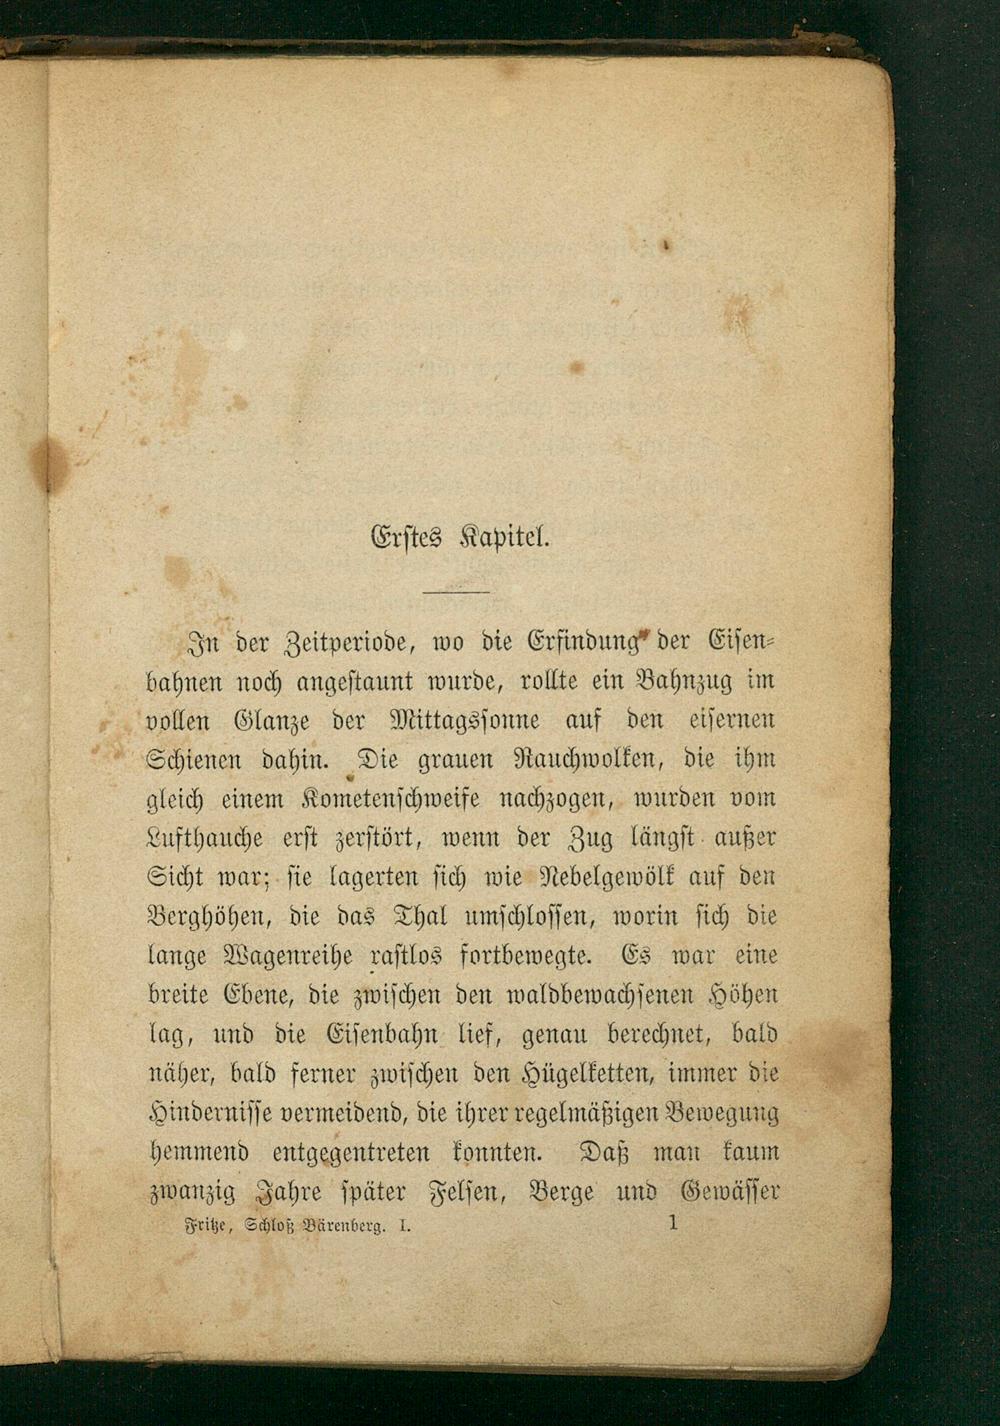 Erstes Kapitel.
In der Zeitperiode, wo die Erfindung der Eisen-
bahnen noch angestaunt wurde, rollte ein Bahnzug im
vollen Glanze der Mittagssonne auf den eisernen
Schienen dahin. Die grauen Rauchwolken, die ihm
gleich einem Kometenschweife nachzogen, wurden vom
Lufthauche erst zerstört, wenn der Zug längst außer
Sicht war; sie lagerten sich wie Nebelgewölk auf den
Berghöhen, die das Thal umschlossen, worin sich die
lange Wagenreihe rastlos fortbewegte. Es war eine
breite Ebene, die zwischen den waldbewachsenen Höhen
lag, und die Eisenbahn lief, genau berechnet, bald
näher, bald ferner zwischen den Hügelketten, immer die
Hindernisse vermeidend, die ihrer regelmäßigen Bewegung
hemmend entgegentreten konnten. Daß man kaum
zwanzig Jahre später Felsen, Berge und Gewässer
Fritze, Schloß Bärenberg. I. 1